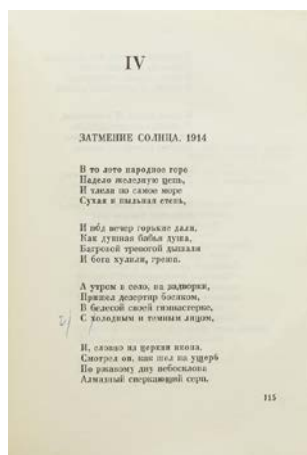 IV
ЗАТМЕНИЕ СОЛНЦА. 1914
В то лето народное горе
Надело железную цепь,
И тлели по самое море
Сухая и пыльная степь,
И по́д вечер горькие дали,
Как душная бабья душа,
Багровой тревогой дышали
И бога хулили, греша.
А утром в село, на задворки,
Пришел дезертир босиком,
В белесой своей гимнастерке,
С холодным и темным лицом,
И, словно из церкви икона,
Смотрел он, как шел на ущерб
По ржавому дну небосклона
Алмазный сверкающий серп.
115